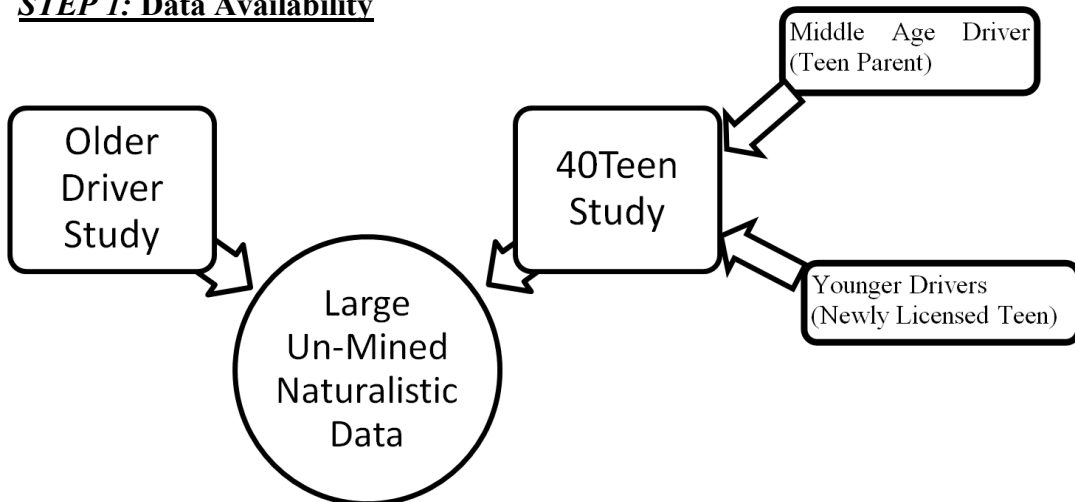 STEP 1: Data Availability
Middle Age Driver
(Teen Parent)
Older
Driver
Study
40Teen
Study
Younger Drivers
(Newly Licensed Teen)
Large
Un-Mined
Naturalistic
Data